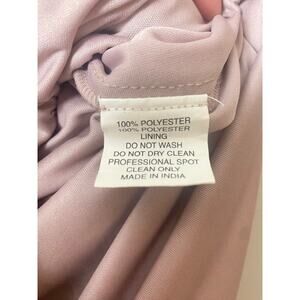 100% POLYESTER
100% POLYESTER
LINING
DO NOT WASH
DO NOT DRY CLEAN
PROFESSIONAL SPOT
CLEAN ONLY
MADE IN INDIA